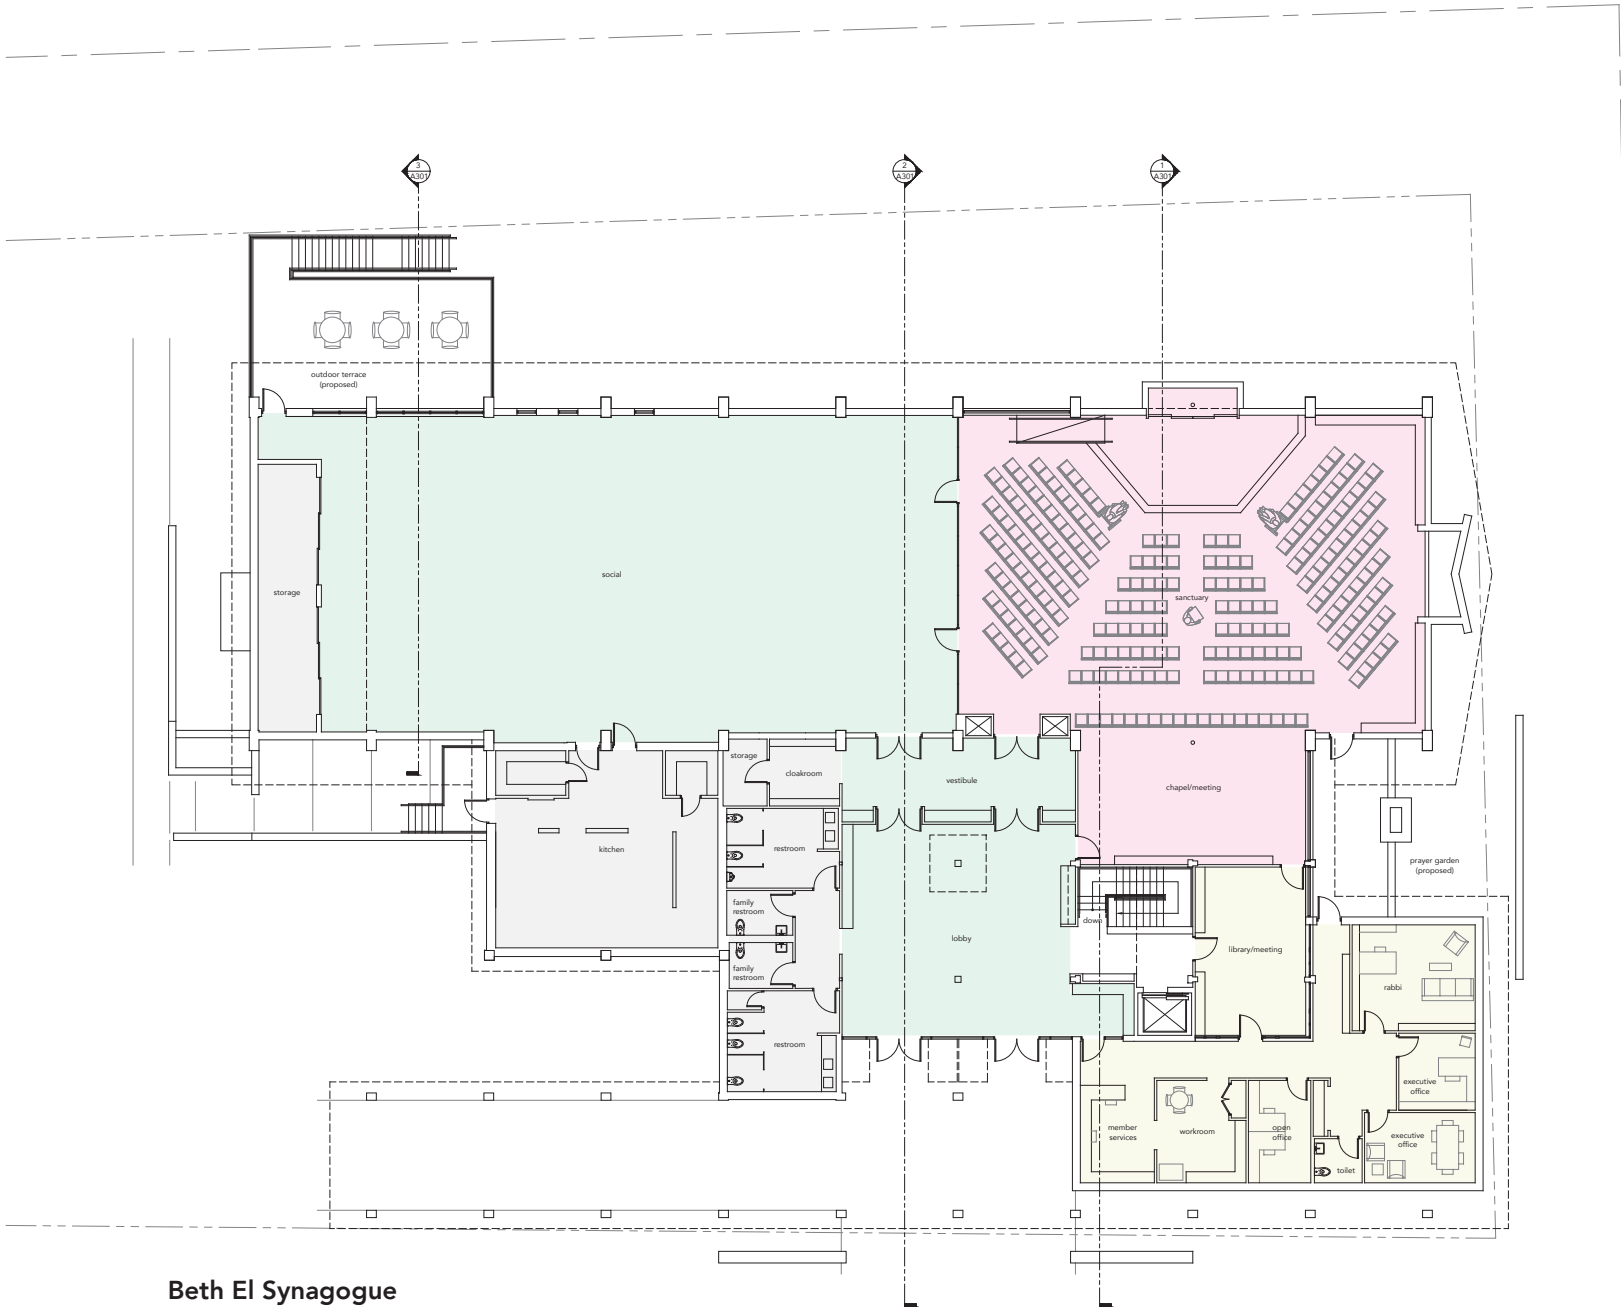 3
A301
2
A301
1
A301
outdoor terrace
(proposed)
social
storage
sanctuary
storage
cloakroom
vestibule
chapel/meeting
kitchen
restroom
prayer garden
(proposed)
family
restroom
down
lobby
library/meeting
family
restroom
rabbi
restroom
executive
office
member
services
workroom
open
office
executive
office
toilet
Beth El Synagogue